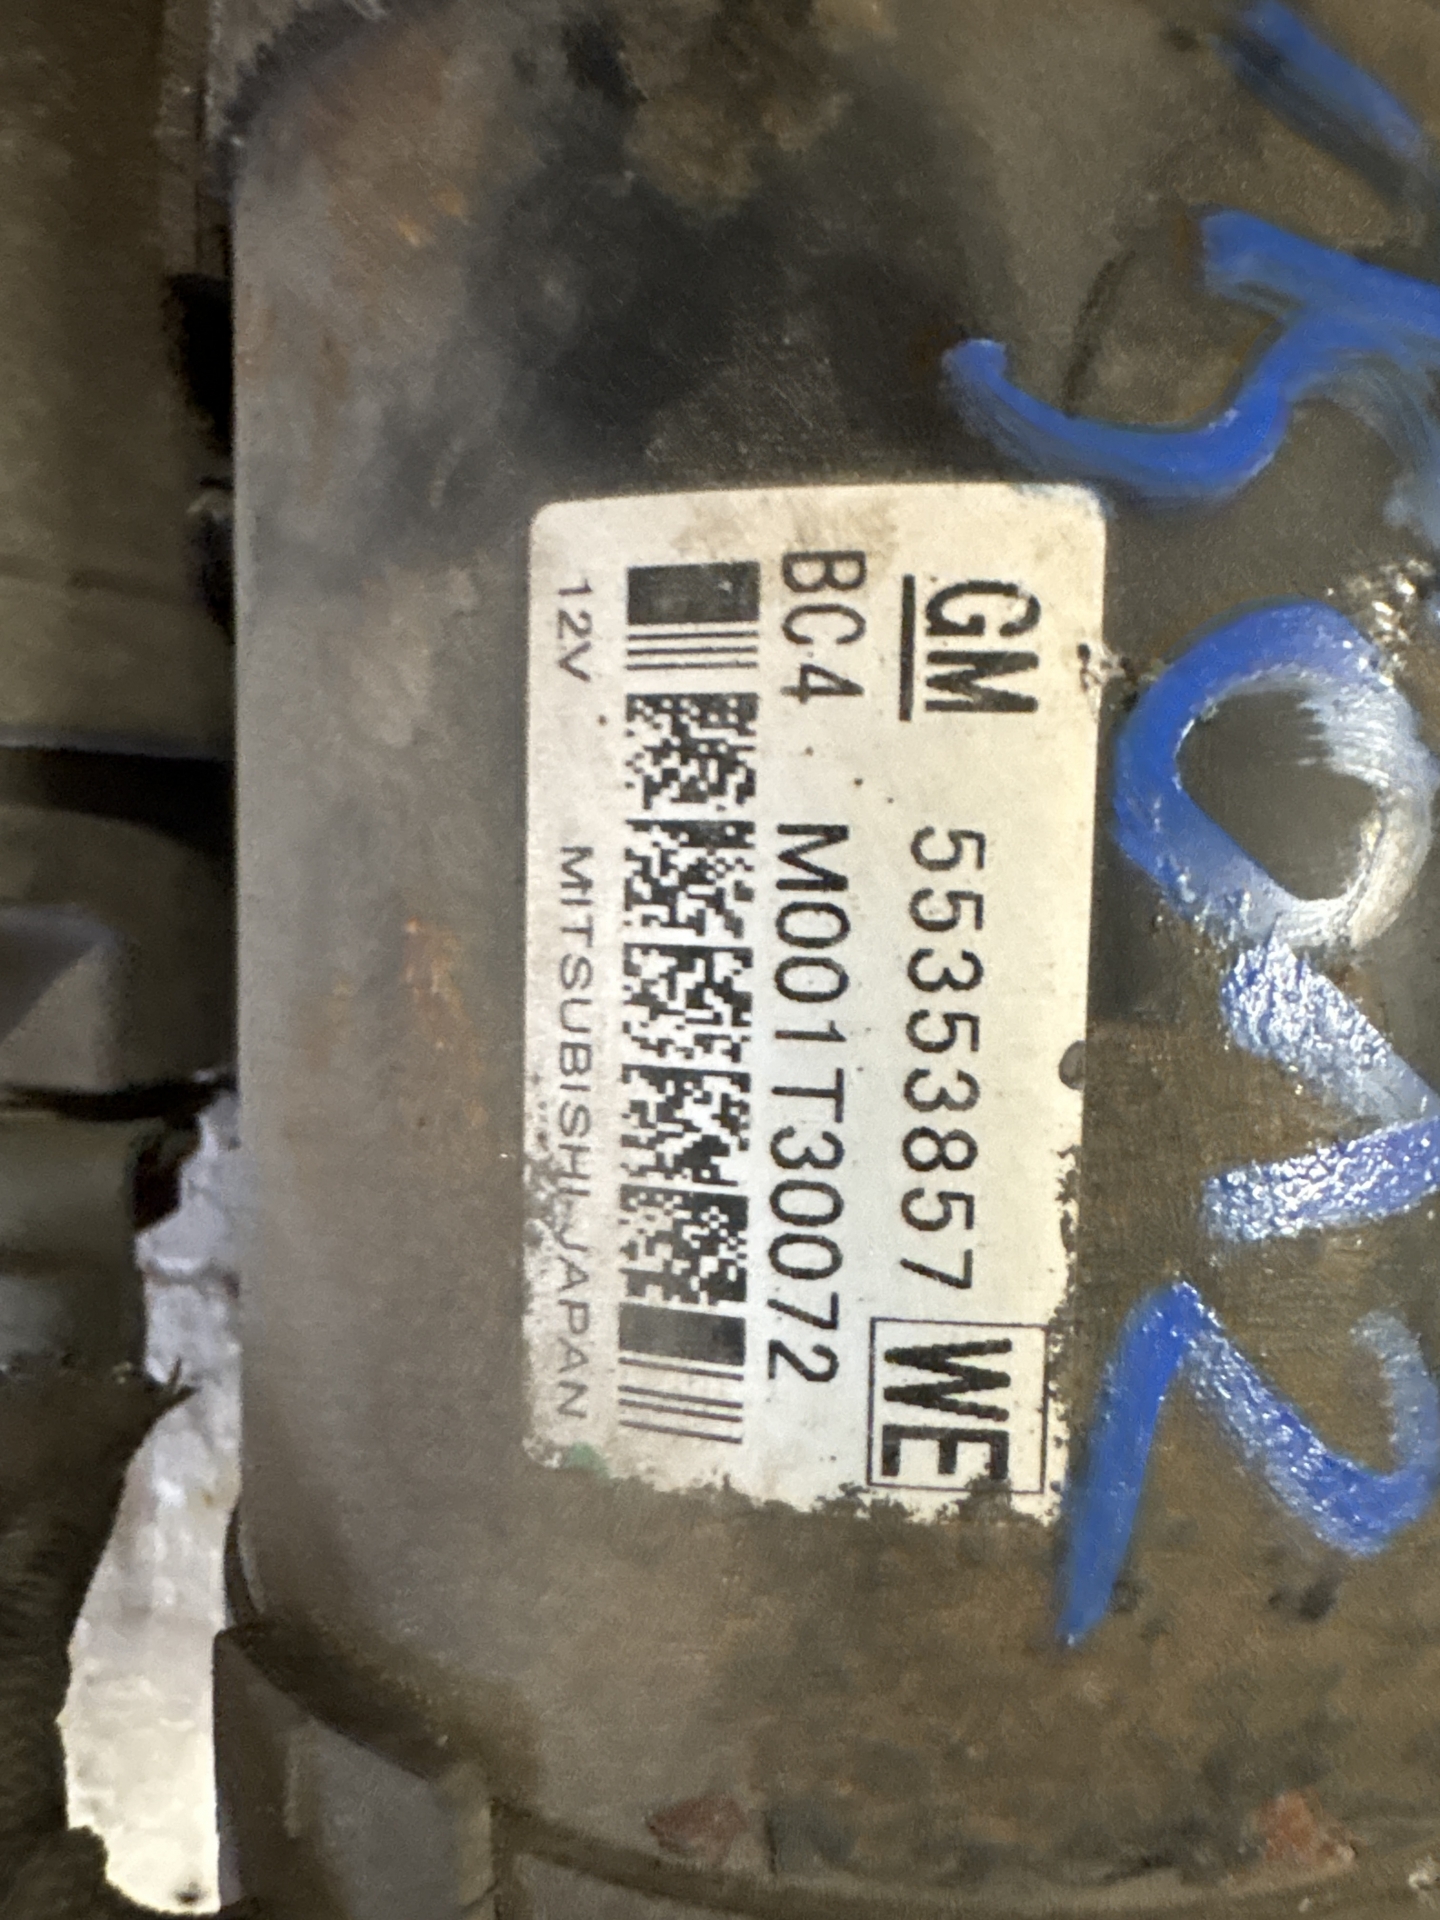 GM 55353857 WE
BC4 M001T30072
12V MITSUBISHI-JAPAN